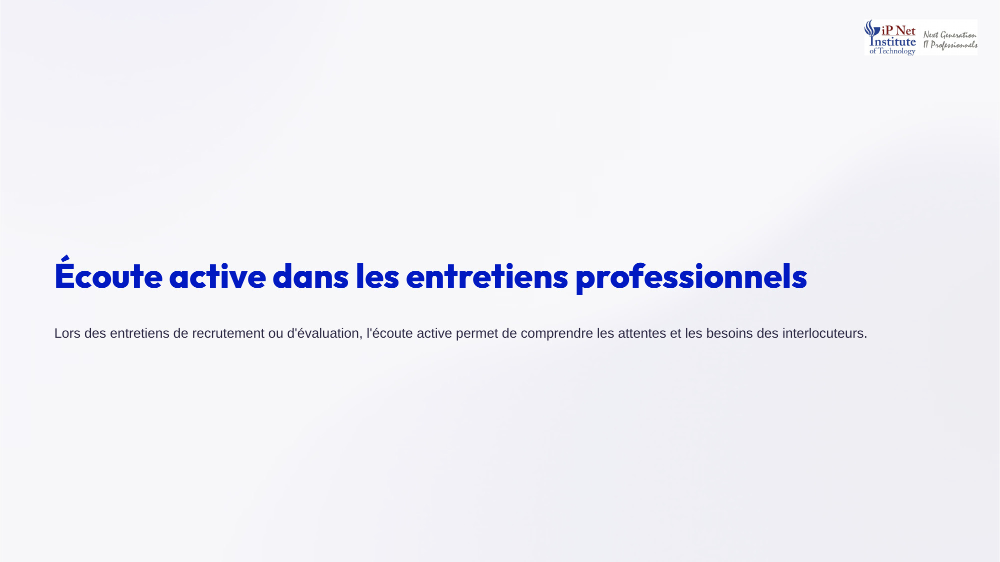 iP Net
Institute
of Technology
Next Generation
IT Professionnels
Écoute active dans les entretiens professionnels
Lors des entretiens de recrutement ou d'évaluation, l'écoute active permet de comprendre les attentes et les besoins des interlocuteurs.